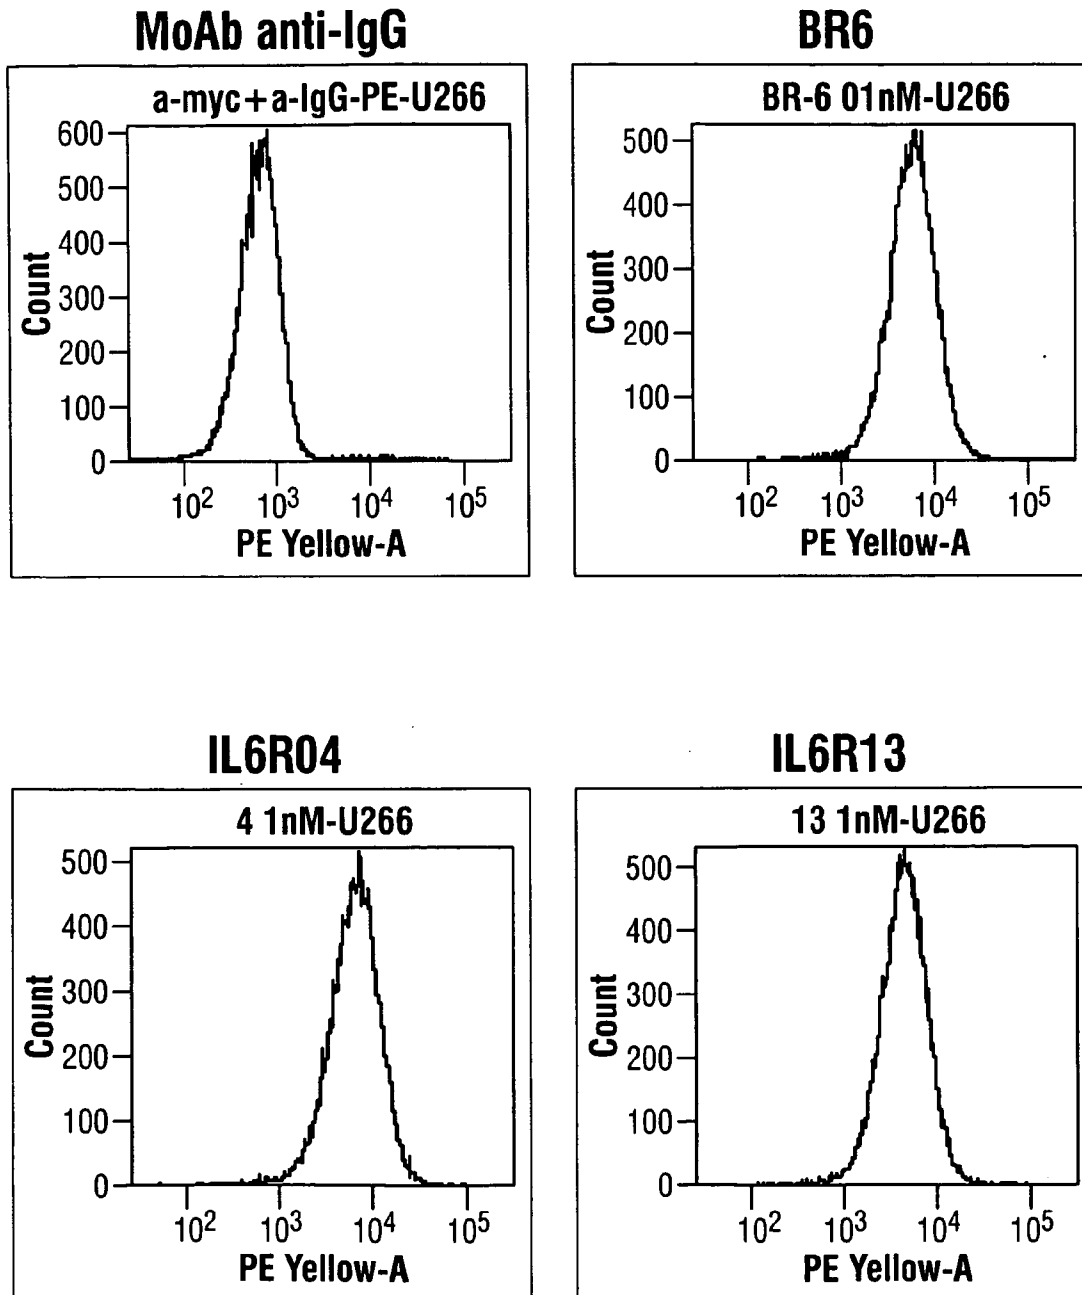 MoAb anti-IgG
a-myc+a-IgG-PE-U266
600
500
400
300
200
100
0
Count
10² 10³ 10⁴ 10⁵
PE Yellow-A
BR6
BR-6 01nM-U266
500
400
300
200
100
0
Count
10² 10³ 10⁴ 10⁵
PE Yellow-A
IL6R04
4 1nM-U266
500
400
300
200
100
0
Count
10² 10³ 10⁴ 10⁵
PE Yellow-A
IL6R13
13 1nM-U266
500
400
300
200
100
0
Count
10² 10³ 10⁴ 10⁵
PE Yellow-A